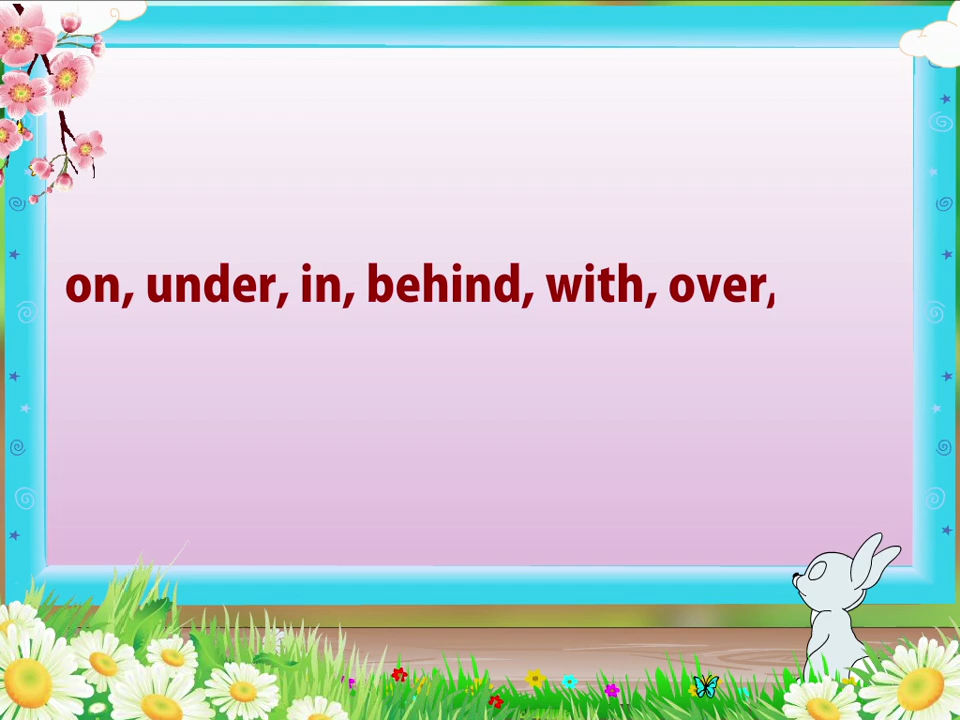 on, under, in, behind, with, over,